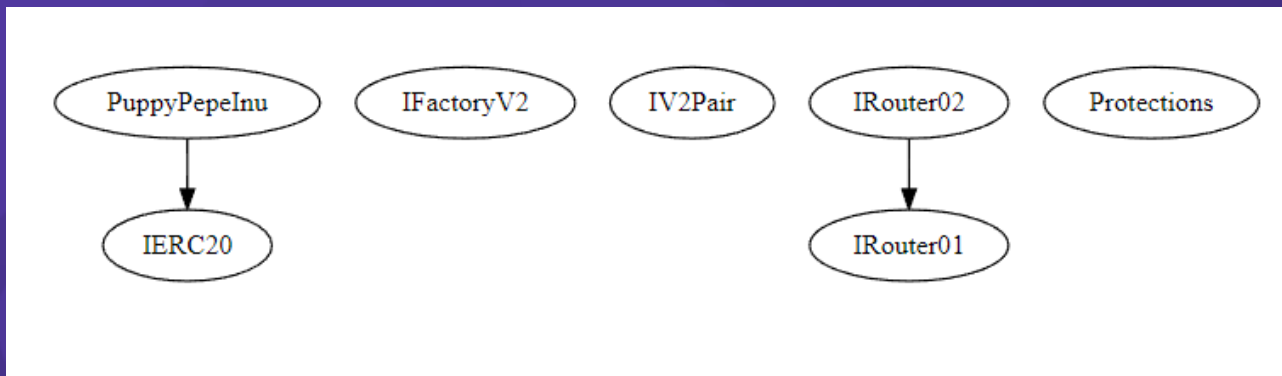 PuppyPepeInu
IFactoryV2
IV2Pair
IRouter02
Protections
IERC20
IRouter01